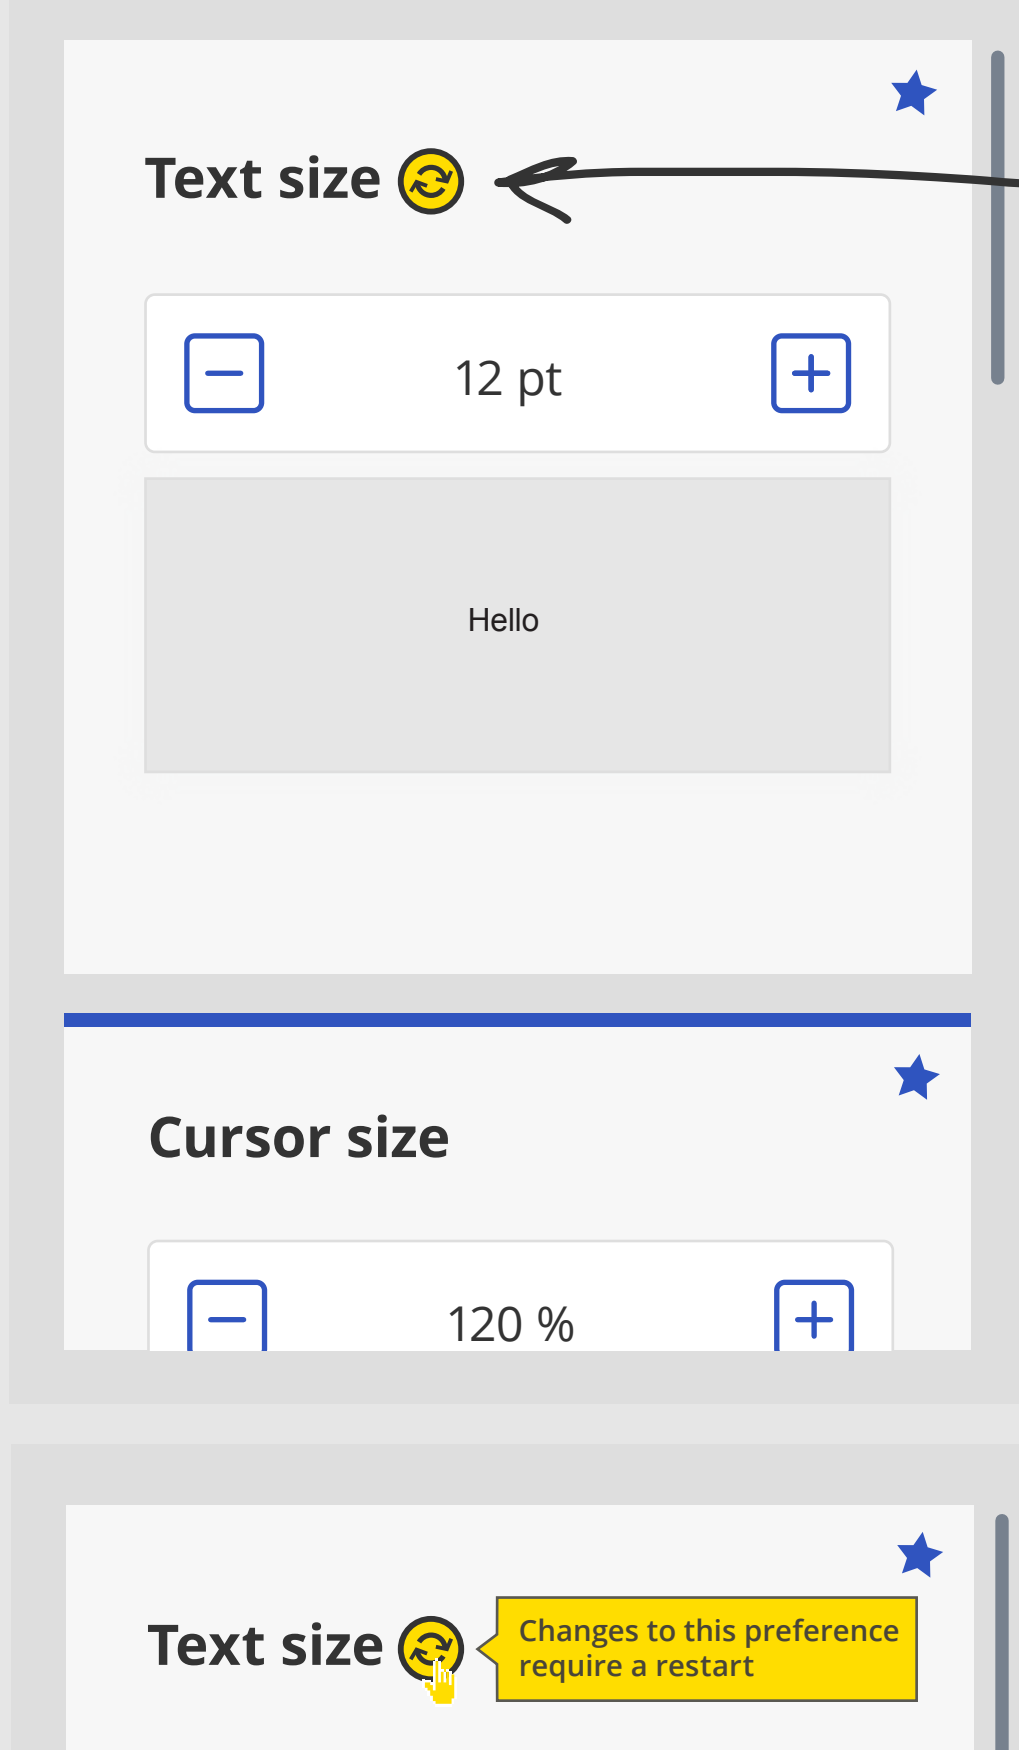 Text size
12 pt
Hello
Cursor size
120 %
Text size
Changes to this preference
require a restart